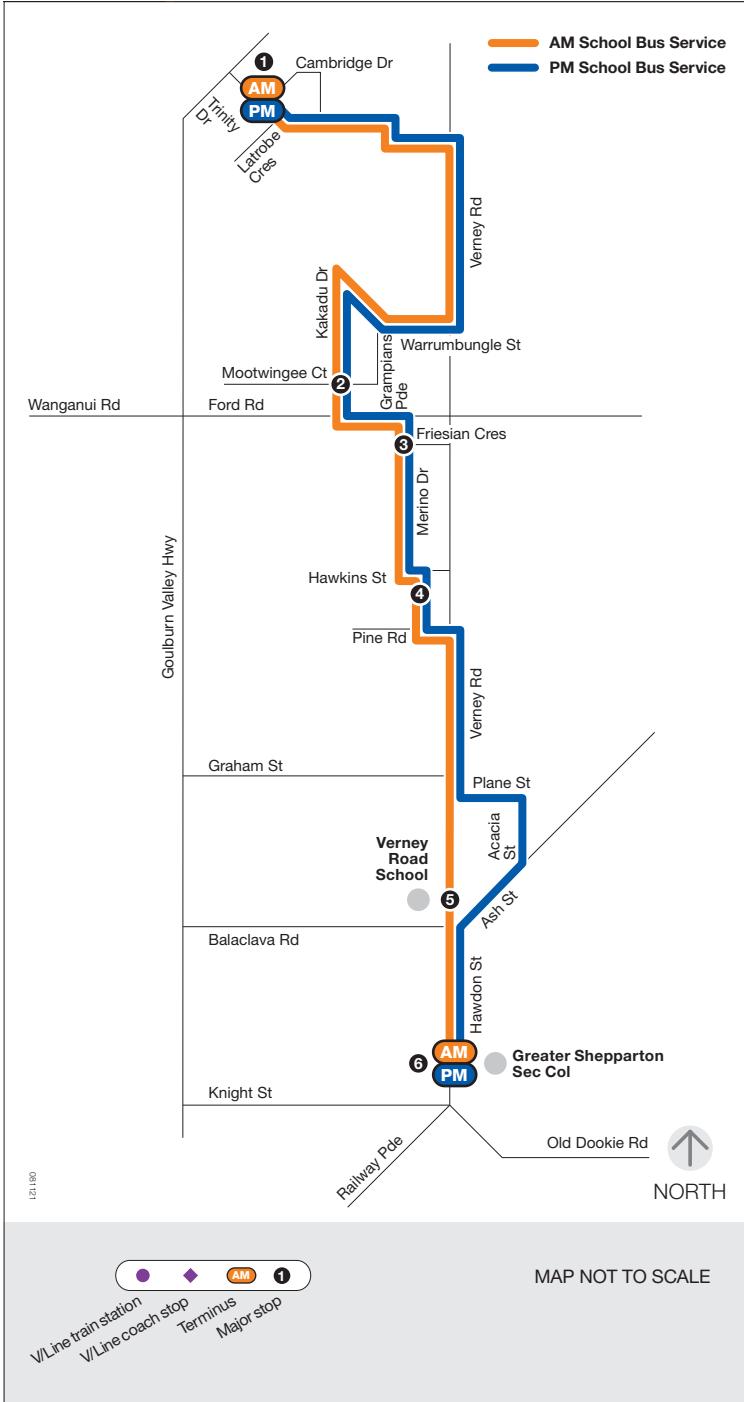 AM School Bus Service
PM School Bus Service
1
Cambridge Dr
AM
PM
Trinity
Dr
Latrobe
Cres
Verney Rd
Kakadu Dr
Warrumbungle St
Grampians
Pde
Mootwingee Ct
2
Wanganui Rd
Ford Rd
Friesian Cres
3
Merino Dr
Goulburn Valley Hwy
Hawkins St
4
Pine Rd
Verney Rd
Graham St
Plane St
Acacia
St
Verney
Road
School
5
Ash St
Balaclava Rd
Hawdon St
AM
PM
6
Greater Shepparton
Sec Col
Knight St
Railway Pde
Old Dookie Rd
NORTH
081121
AM
1
V/Line train station
V/Line coach stop
Terminus
Major stop
MAP NOT TO SCALE